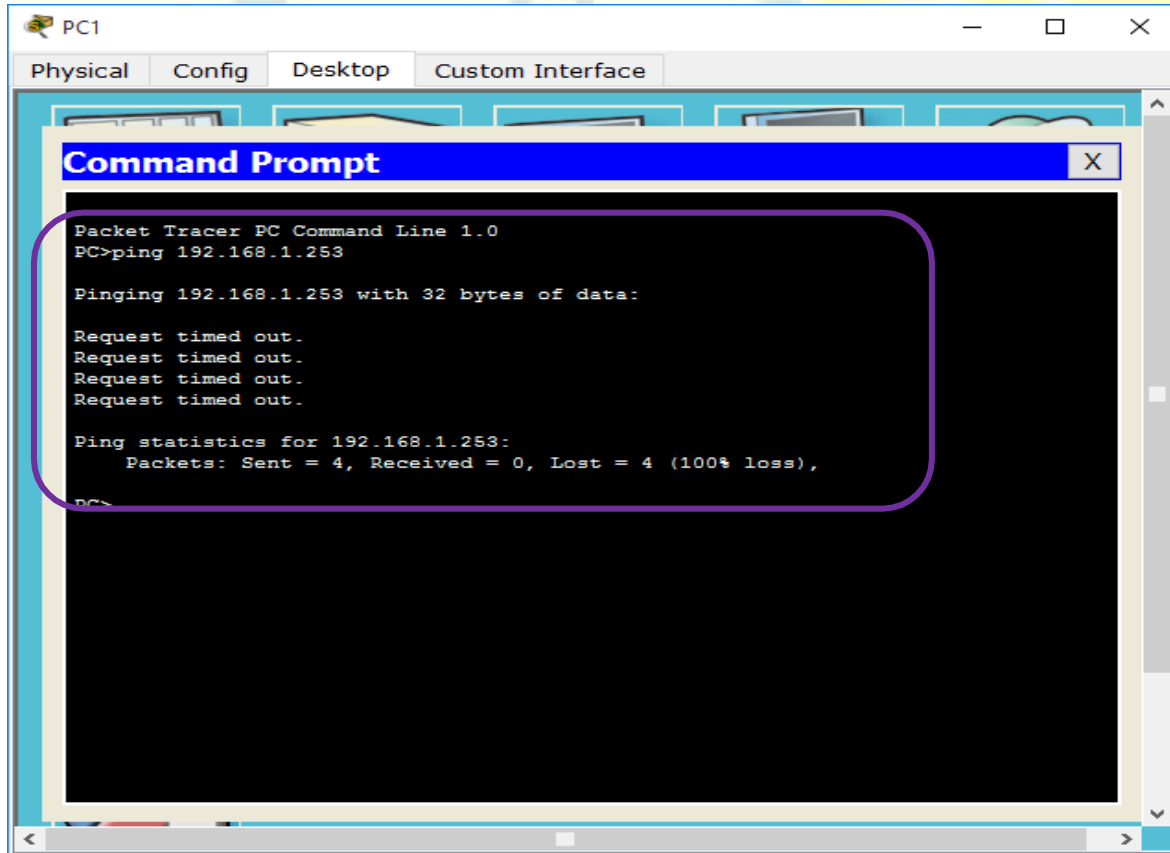 PC1
Physical Config Desktop Custom Interface
Command Prompt X
Packet Tracer PC Command Line 1.0
PC>ping 192.168.1.253
Pinging 192.168.1.253 with 32 bytes of data:
Request timed out.
Request timed out.
Request timed out.
Request timed out.
Ping statistics for 192.168.1.253:
Packets: Sent = 4, Received = 0, Lost = 4 (100% loss),
PC>